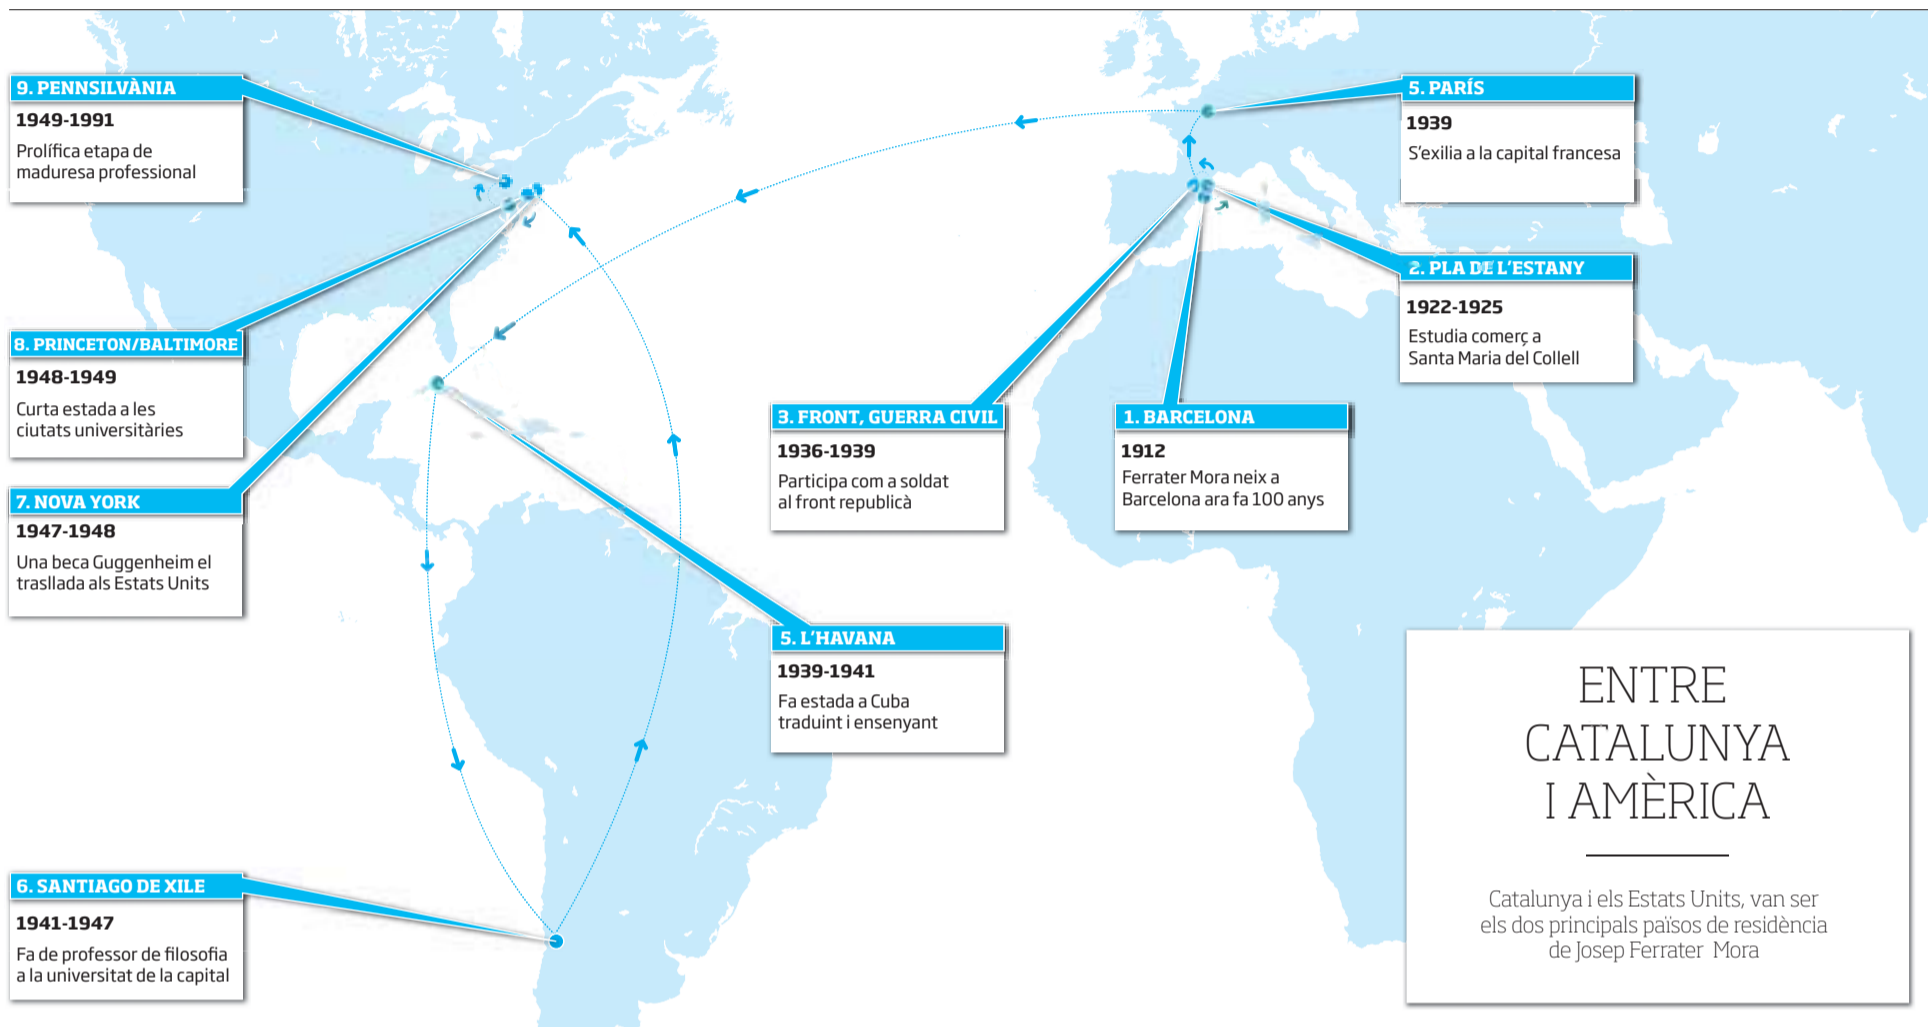 9. PENNSILVÀNIA
1949-1991
Prolífica etapa de
maduresa professional
8. PRINCETON/BALTIMORE
1948-1949
Curta estada a les
ciutats universitàries
7. NOVA YORK
1947-1948
Una beca Guggenheim el
trasllada als Estats Units
6. SANTIAGO DE XILE
1941-1947
Fa de professor de filosofia
a la universitat de la capital
3. FRONT, GUERRA CIVIL
1936-1939
Participa com a soldat
al front republicà
5. L'HAVANA
1939-1941
Fa estada a Cuba
traduint i ensenyant
1. BARCELONA
1912
Ferrater Mora neix a
Barcelona ara fa 100 anys
5. PARÍS
1939
S'exilia a la capital francesa
2. PLA DE L'ESTANY
1922-1925
Estudia comerç a
Santa Maria del Collell
ENTRE
CATALUNYA
I AMÈRICA
Catalunya i els Estats Units, van ser
els dos principals països de residència
de Josep Ferrater Mora